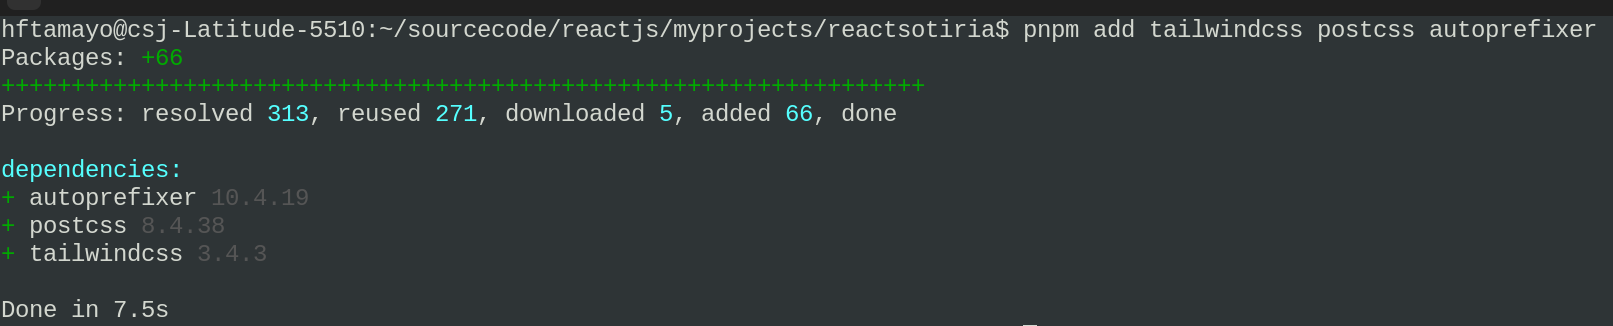 hftamayo@csj-Latitude-5510:~/sourcecode/reactjs/myprojects/reactsotiria$ pnpm add tailwindcss postcss autoprefixer
Packages: +66
++++++++++++++++++++++++++++++++++++++++++++++++++++++++++++++++++
Progress: resolved 313, reused 271, downloaded 5, added 66, done
dependencies:
+ autoprefixer 10.4.19
+ postcss 8.4.38
+ tailwindcss 3.4.3
Done in 7.5s